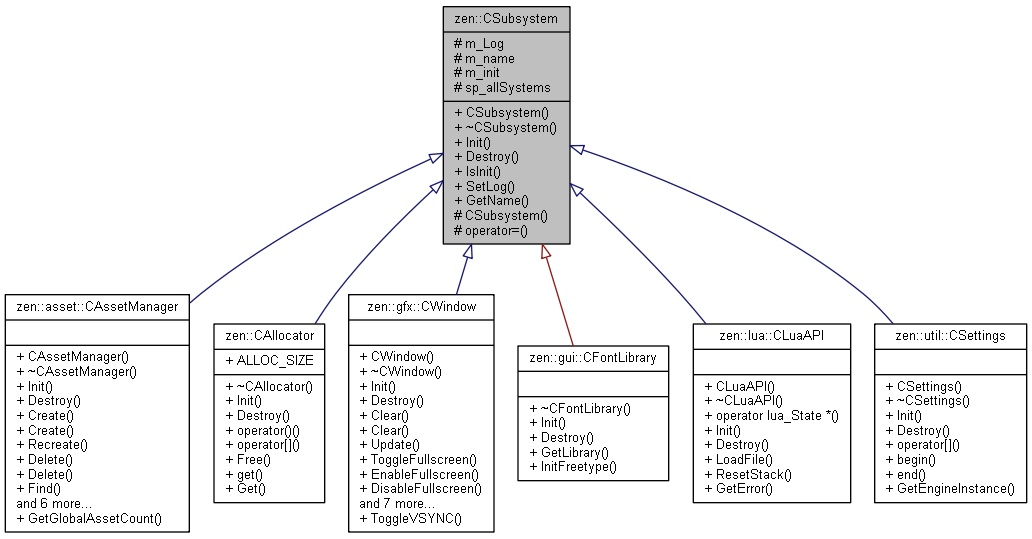 zen::CSubsystem
# m_Log
# m_name
# m_init
# sp_allSystems
+ CSubsystem()
+ ~CSubsystem()
+ Init()
+ Destroy()
+ IsInit()
+ SetLog()
+ GetName()
# CSubsystem()
# operator=()
zen::asset::CAssetManager
+ CAssetManager()
+ ~CAssetManager()
+ Init()
+ Destroy()
+ Create()
+ Create()
+ Recreate()
+ Delete()
+ Delete()
+ Find()
and 6 more...
+ GetGlobalAssetCount()
zen::CAllocator
+ ALLOC_SIZE
+ ~CAllocator()
+ Init()
+ Destroy()
+ operator()()
+ operator[]()
+ Free()
+ get()
+ Get()
zen::gfx::CWindow
+ CWindow()
+ ~CWindow()
+ Init()
+ Destroy()
+ Clear()
+ Clear()
+ Update()
+ ToggleFullscreen()
+ EnableFullscreen()
+ DisableFullscreen()
and 7 more...
+ ToggleVSYNC()
zen::gui::CFontLibrary
+ ~CFontLibrary()
+ Init()
+ Destroy()
+ GetLibrary()
+ InitFreetype()
zen::lua::CLuaAPI
+ CLuaAPI()
+ ~CLuaAPI()
+ operator lua_State *()
+ Init()
+ Destroy()
+ LoadFile()
+ ResetStack()
+ GetError()
zen::util::CSettings
+ CSettings()
+ ~CSettings()
+ Init()
+ Destroy()
+ operator[]()
+ begin()
+ end()
+ GetEngineInstance()